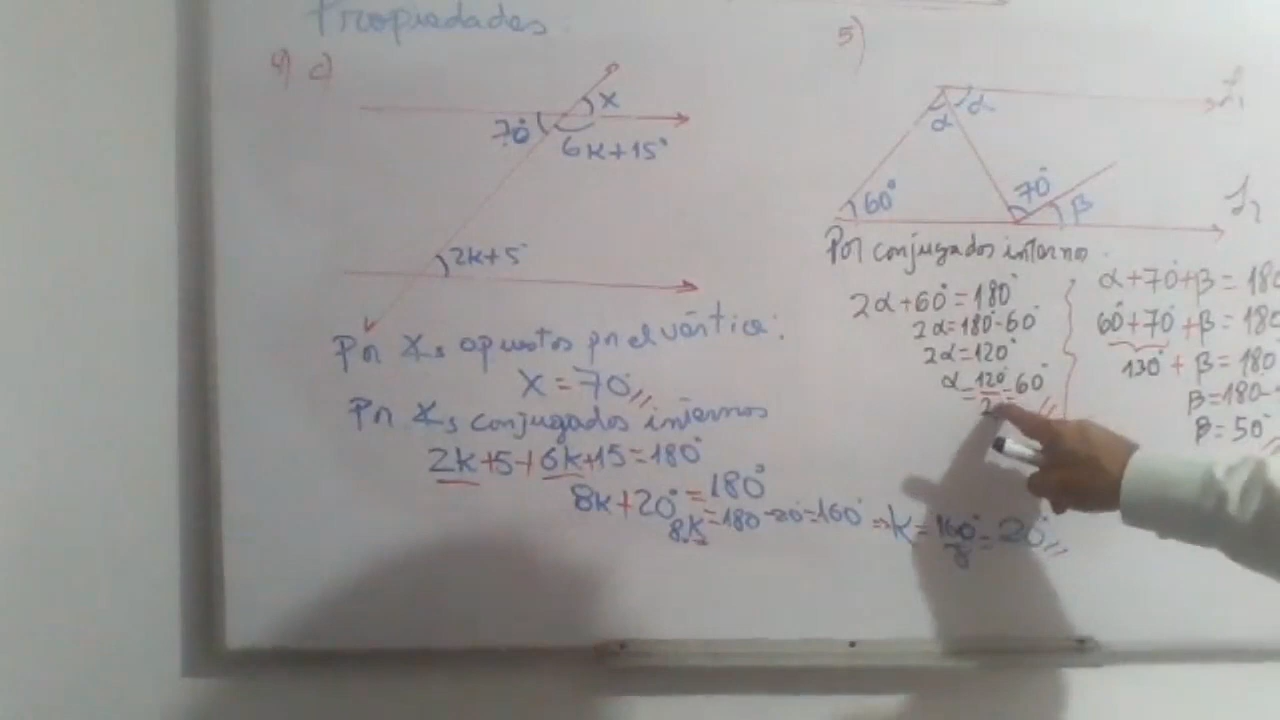 Propiedades.
4) c)
x
70°
6k+15°
2k+5°
Por ∡s opuestos por el vértice:
x = 70°
Por ∡s conjugados internos
2k+5+6k+15=180°
8k+20°=180°
8k=180°-20°=160° ⇒ k=160°/8=20°
5)
α
α
60°
70°
β
Por conjugados internos.
2α+60°=180°
2α=180°-60°
2α=120°
α=120°/2=60°
α+70°+β=180
60°+70°+β=180
130°+β=180°
β=180-
β=50°